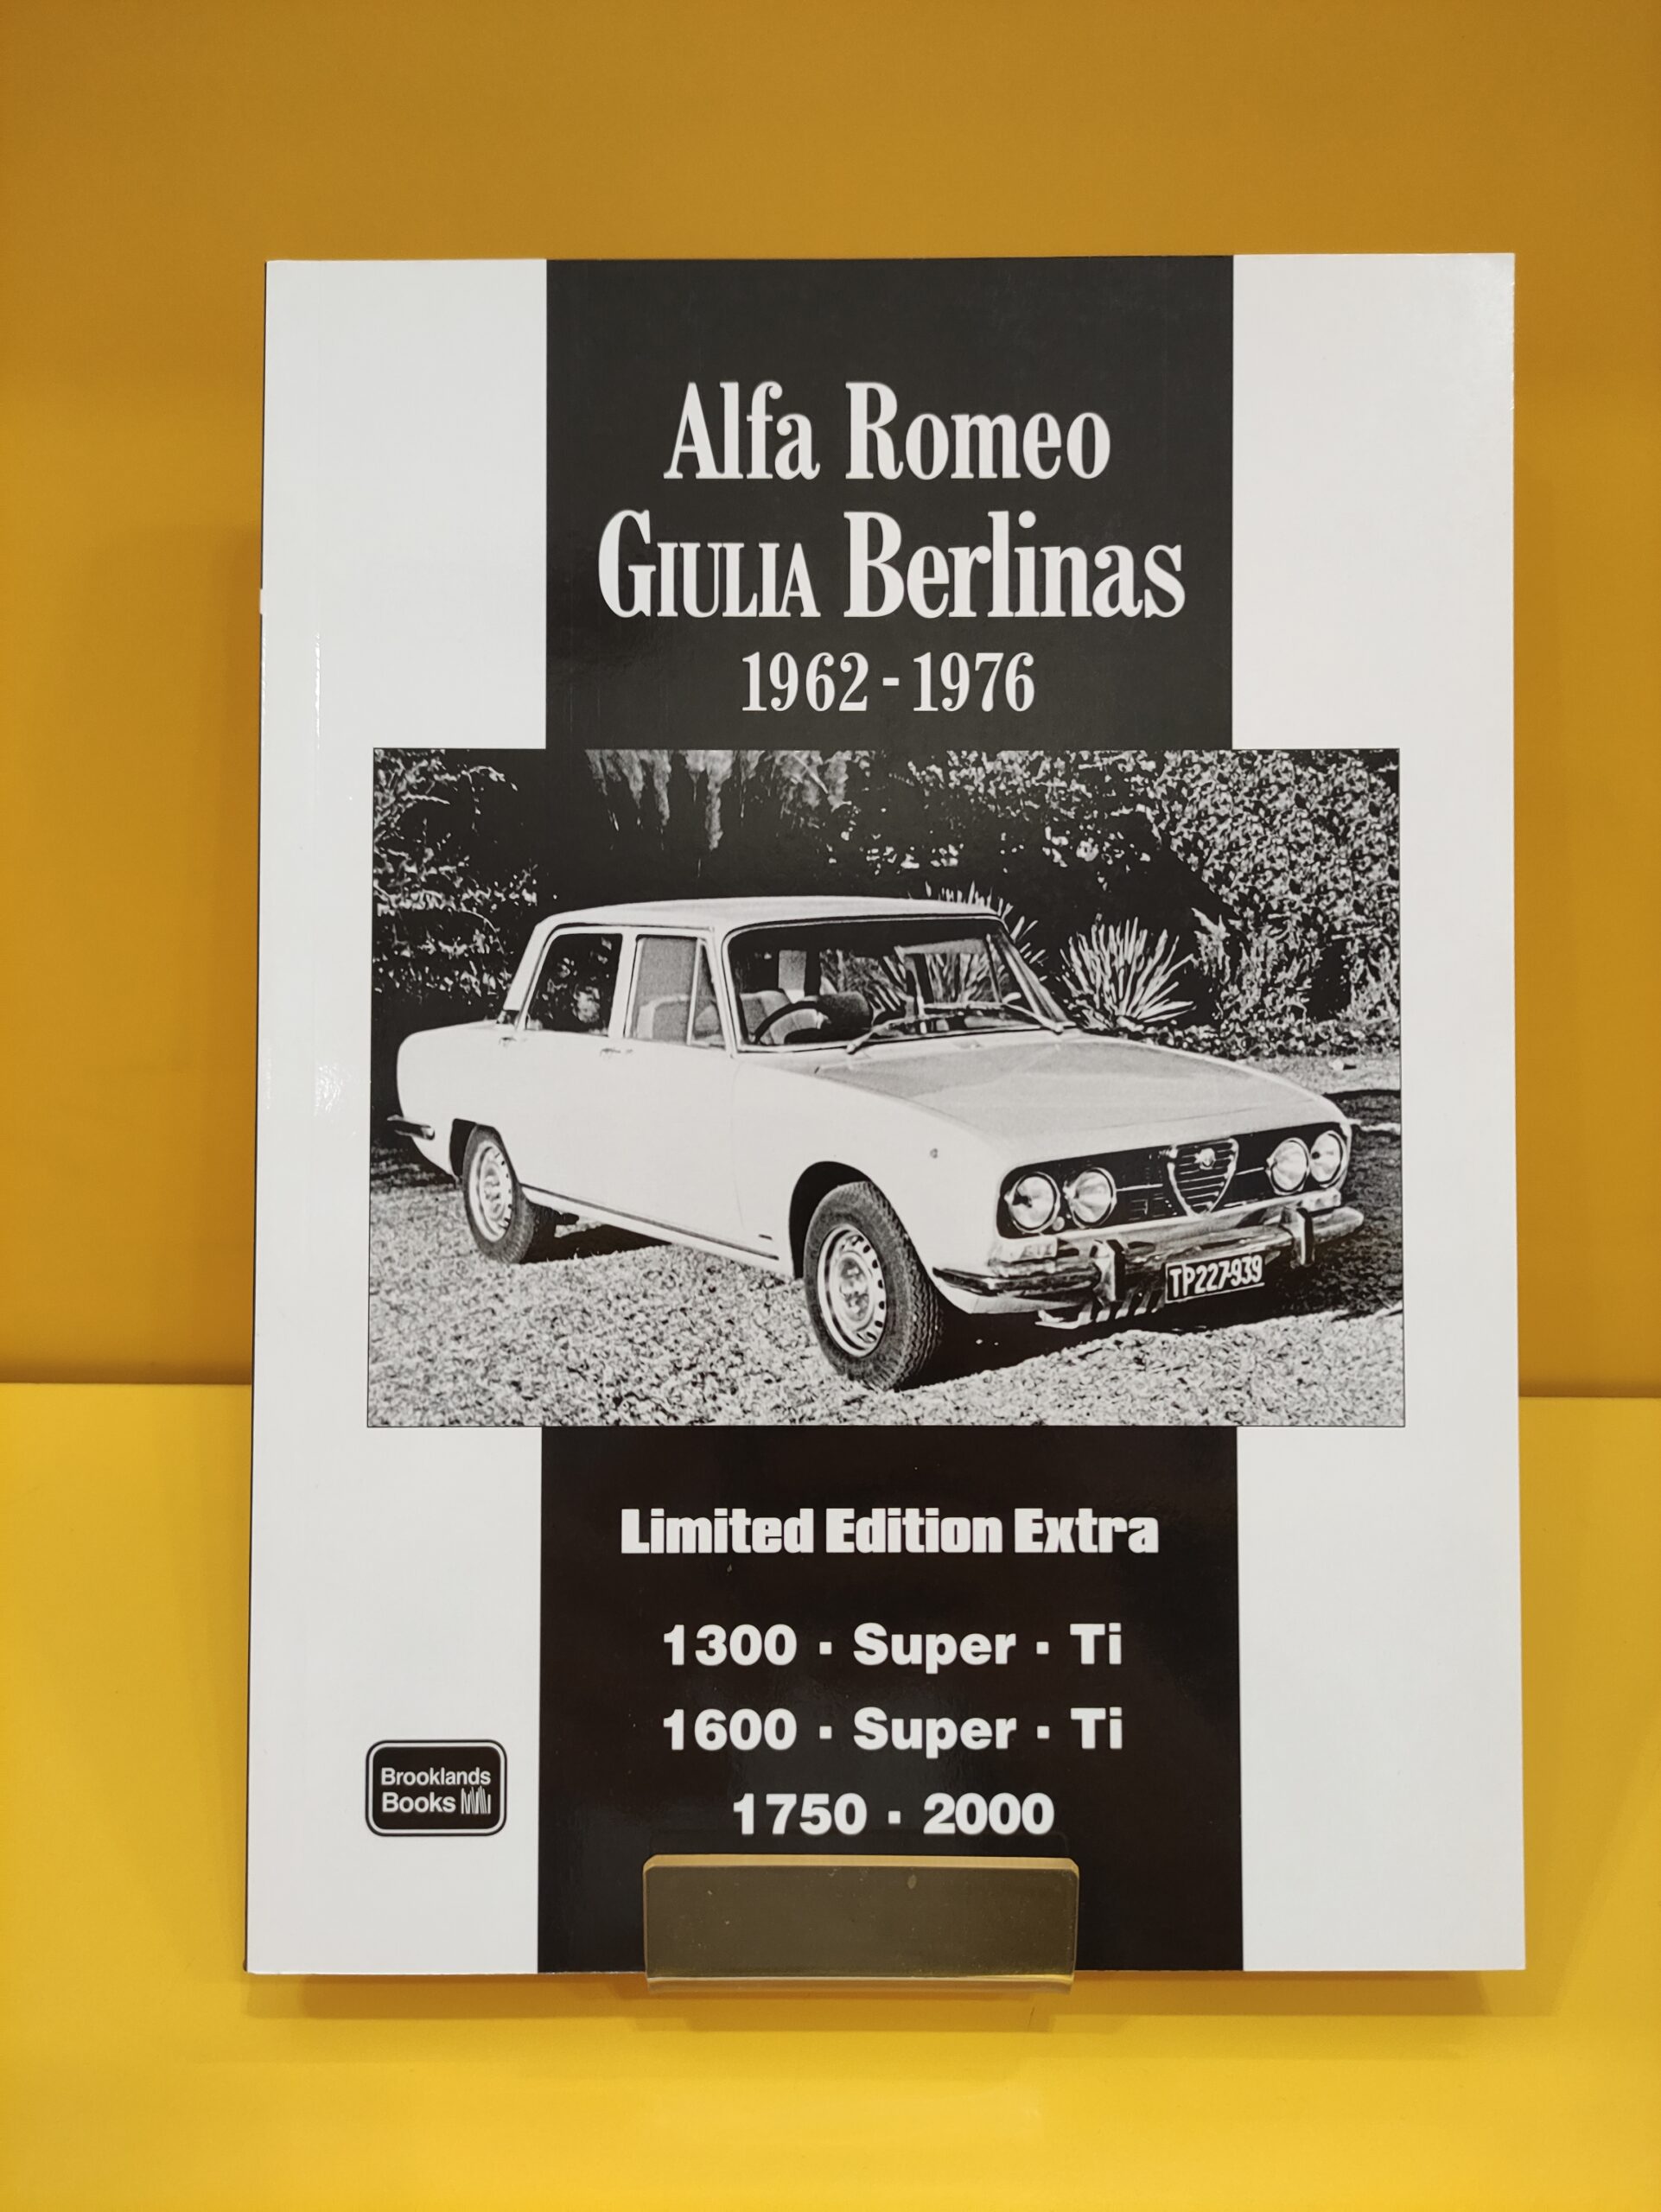 Alfa Romeo
GIULIA Berlinas
1962 - 1976
TP227-939
Limited Edition Extra
1300 · Super · Ti
1600 · Super · Ti
1750 · 2000
Brooklands
Books